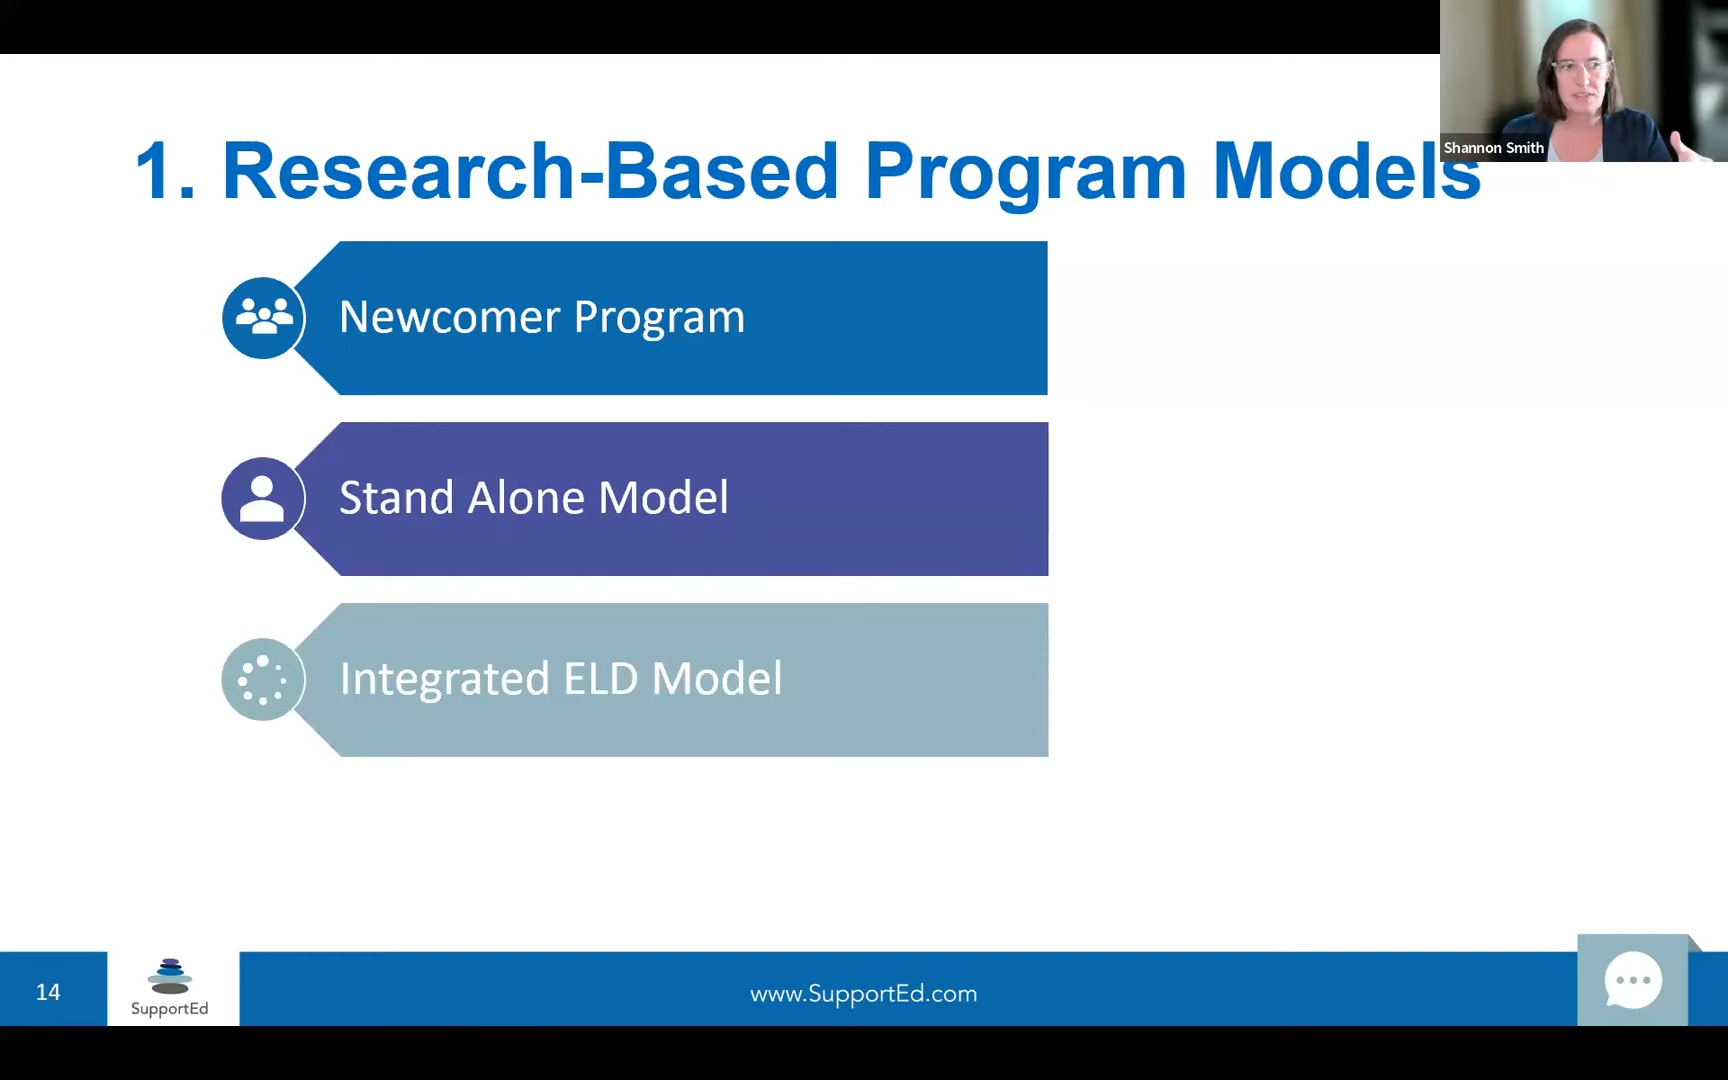 Shannon Smith
1. Research-Based Program Models
Newcomer Program
Stand Alone Model
Integrated ELD Model
14
SupportEd
www.SupportEd.com